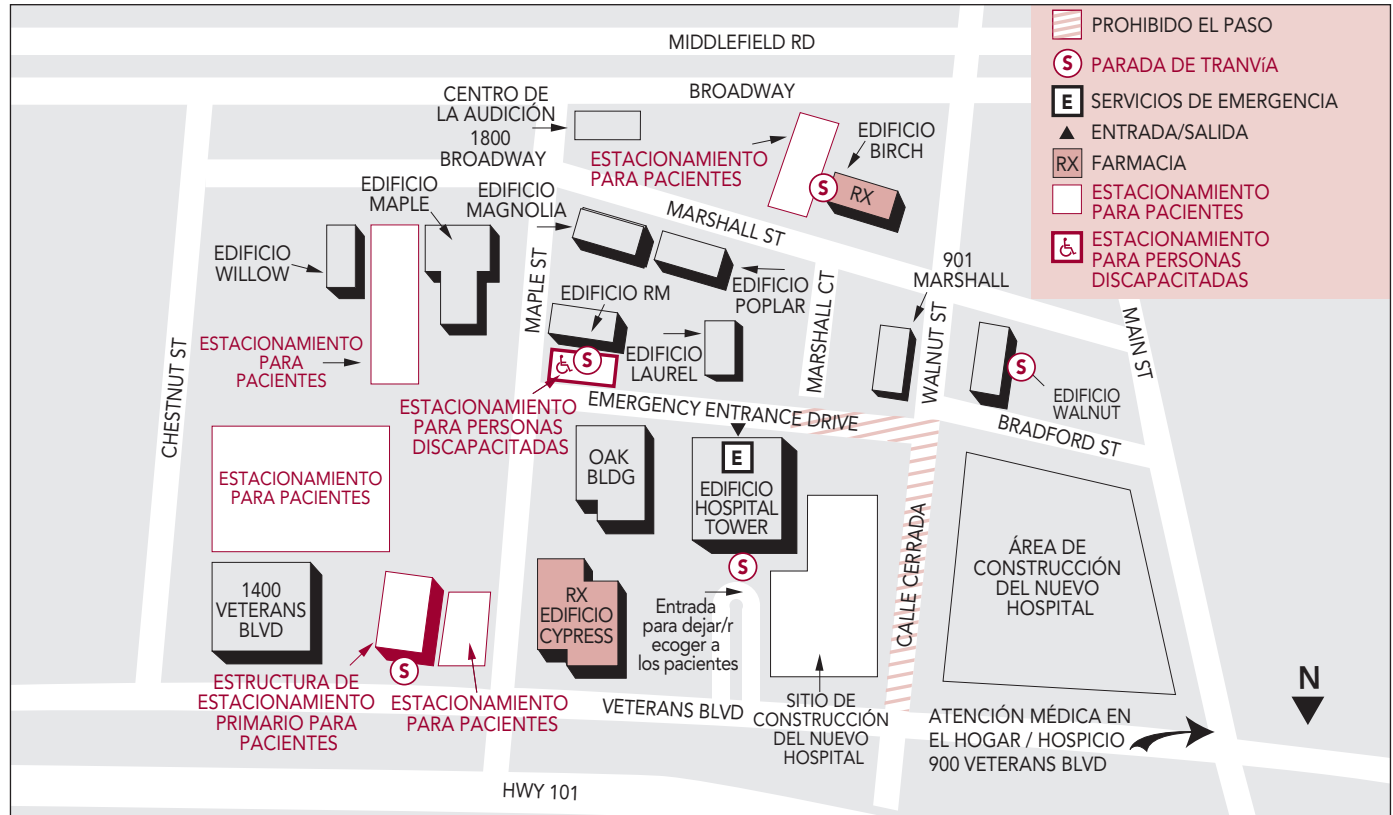 MIDDLEFIELD RD
BROADWAY
PROHIBIDO EL PASO
S
PARADA DE TRANVíA
E
SERVICIOS DE EMERGENCIA
ENTRADA/SALIDA
RX
FARMACIA
ESTACIONAMIENTO
PARA PACIENTES
ESTACIONAMIENTO
PARA PERSONAS
DISCAPACITADAS
CENTRO DE
LA AUDICIÓN
1800
BROADWAY
ESTACIONAMIENTO
PARA PACIENTES
EDIFICIO
BIRCH
S
RX
EDIFICIO
MAPLE
EDIFICIO
MAGNOLIA
MARSHALL ST
EDIFICIO
WILLOW
EDIFICIO
POPLAR
901
MARSHALL
MAPLE ST
EDIFICIO RM
S
EDIFICIO
LAUREL
MARSHALL CT
WALNUT ST
MAIN ST
S
EDIFICIO
WALNUT
CHESTNUT ST
ESTACIONAMIENTO
PARA
PACIENTES
ESTACIONAMIENTO
PARA PERSONAS
DISCAPACITADAS
EMERGENCY ENTRANCE DRIVE
BRADFORD ST
ESTACIONAMIENTO
PARA PACIENTES
OAK
BLDG
E
EDIFICIO
HOSPITAL
TOWER
S
CALLE CERRADA
ÁREA DE
CONSTRUCCIÓN
DEL NUEVO
HOSPITAL
1400
VETERANS
BLVD
RX
EDIFICIO
CYPRESS
Entrada
para dejar/r
ecoger a
los pacientes
S
ESTRUCTURA DE
ESTACIONAMIENTO
PRIMARIO PARA
PACIENTES
ESTACIONAMIENTO
PARA PACIENTES
VETERANS BLVD
SITIO DE
CONSTRUCCIÓN
DEL NUEVO
HOSPITAL
ATENCIÓN MÉDICA EN
EL HOGAR / HOSPICIO
900 VETERANS BLVD
N
HWY 101